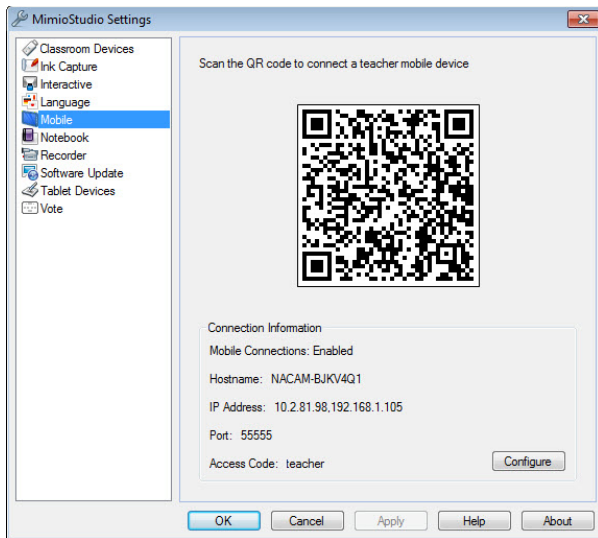 MimioStudio Settings
Classroom Devices
Ink Capture
Interactive
Language
Mobile
Notebook
Recorder
Software Update
Tablet Devices
Vote
Scan the QR code to connect a teacher mobile device
Connection Information
Mobile Connections: Enabled
Hostname: NACAM-BJKV4Q1
IP Address: 10.2.81.98,192.168.1.105
Port: 55555
Access Code: teacher
Configure
OK Cancel Apply Help About